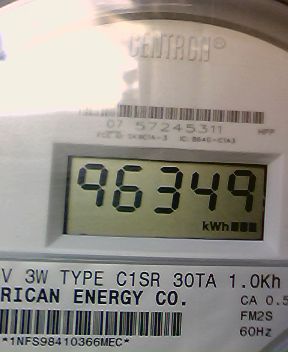 CENTRON®
07 57245311 HPP
96349
kWh
V 3W TYPE C1SR 30TA 1.0Kh
RICAN ENERGY CO.
CA 0.5
FM2S
60Hz
*1NFS98410366MEC*